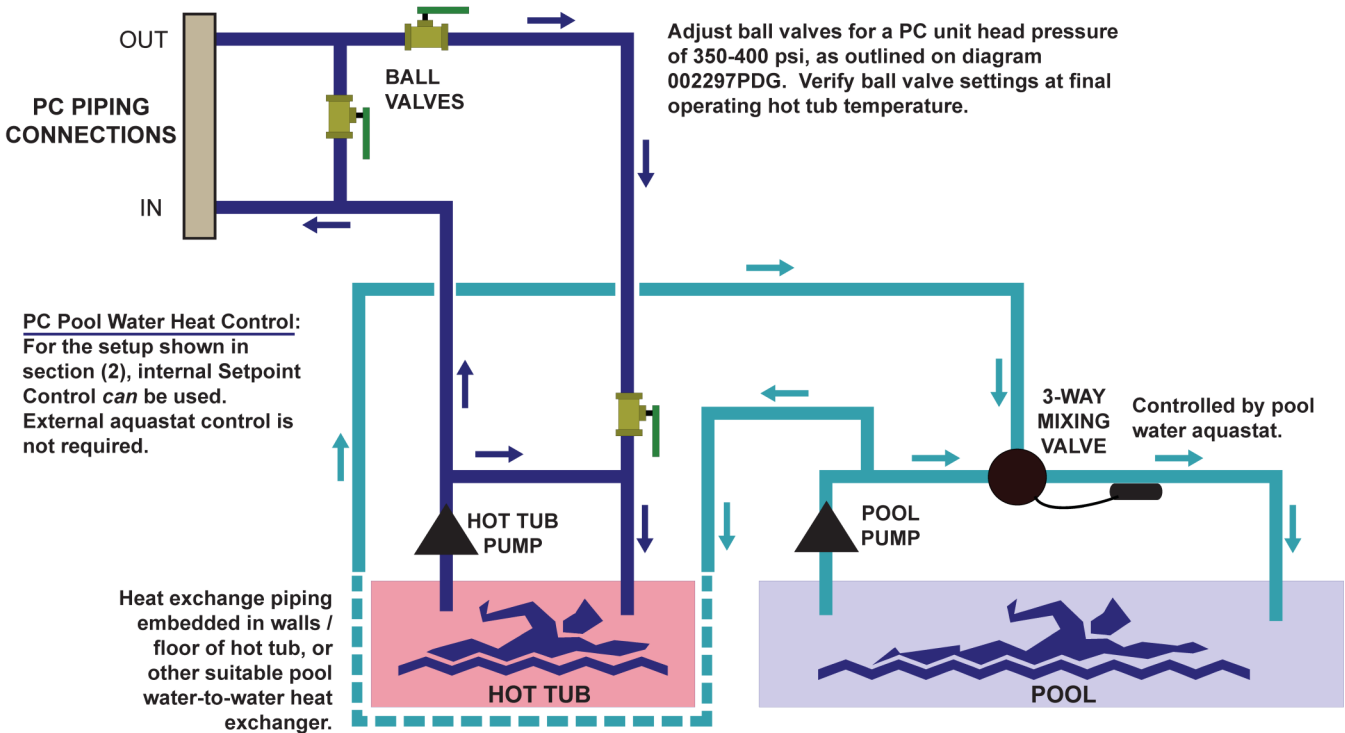 OUT
PC PIPING
CONNECTIONS
IN
BALL
VALVES
Adjust ball valves for a PC unit head pressure
of 350-400 psi, as outlined on diagram
002297PDG.  Verify ball valve settings at final
operating hot tub temperature.
PC Pool Water Heat Control:
For the setup shown in
section (2), internal Setpoint
Control can be used.
External aquastat control is
not required.
3-WAY
MIXING
VALVE
Controlled by pool
water aquastat.
HOT TUB
PUMP
POOL
PUMP
Heat exchange piping
embedded in walls /
floor of hot tub, or
other suitable pool
water-to-water heat
exchanger.
HOT TUB
POOL